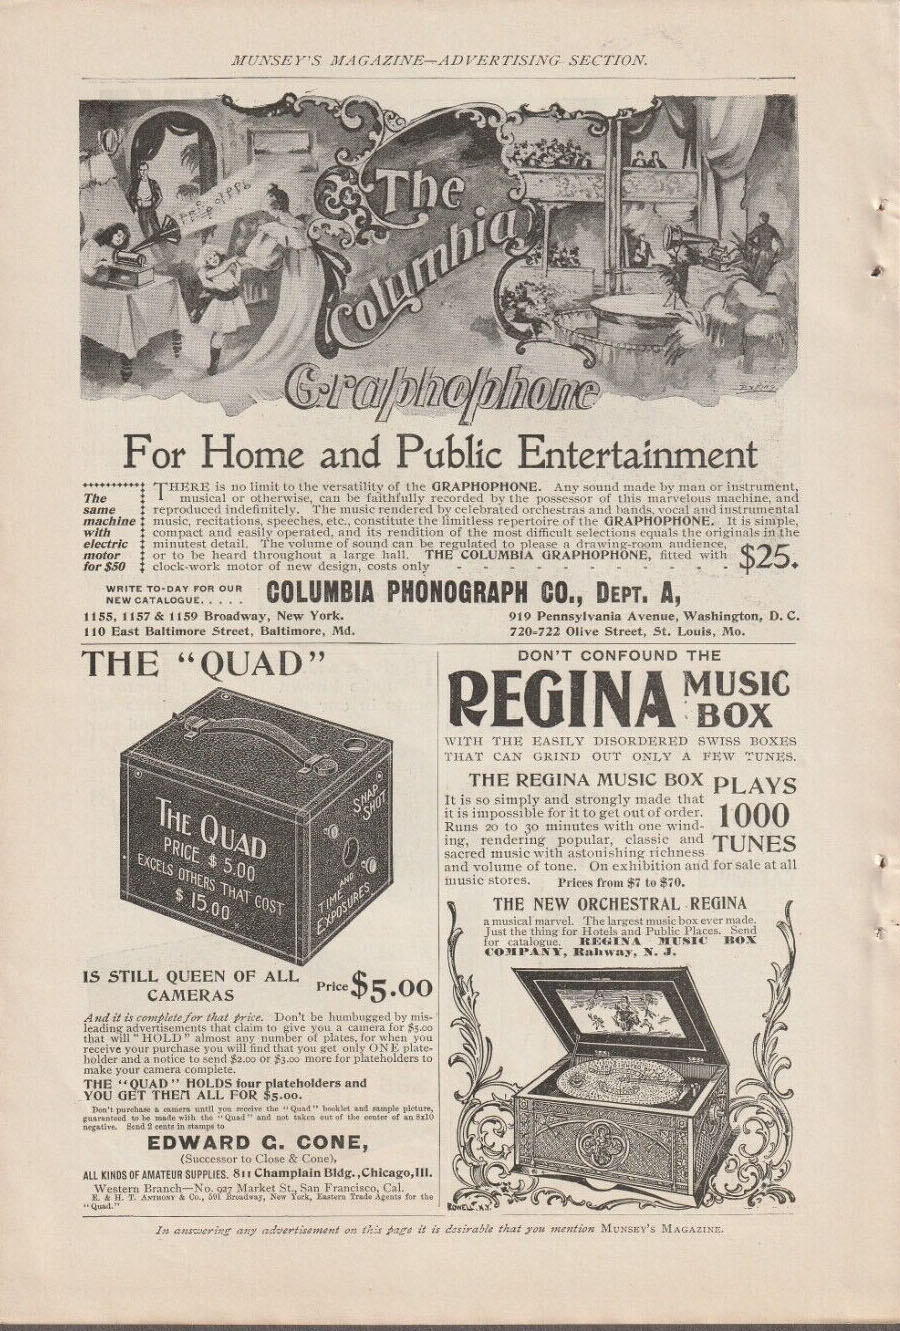 MUNSEY'S MAGAZINE—ADVERTISING SECTION.
The
Columbia
Graphophone
For Home and Public Entertainment
The
same
machine
with
electric
motor
for $50
THERE is no limit to the versatility of the GRAPHOPHONE. Any sound made by man or instrument,
musical or otherwise, can be faithfully recorded by the possessor of this marvelous machine, and
reproduced indefinitely. The music rendered by celebrated orchestras and bands, vocal and instrumental
music, recitations, speeches, etc., constitute the limitless repertoire of the GRAPHOPHONE. It is simple,
compact and easily operated, and its rendition of the most difficult selections equals the originals in the
minutest detail. The volume of sound can be regulated to please a drawing-room audience,
or to be heard throughout a large hall. THE COLUMBIA GRAPHOPHONE, fitted with
clock-work motor of new design, costs only - - - - - - - - - - - $25.
WRITE TO-DAY FOR OUR
NEW CATALOGUE. . . . .
COLUMBIA PHONOGRAPH CO., DEPT. A,
1155, 1157 & 1159 Broadway, New York.
110 East Baltimore Street, Baltimore, Md.
919 Pennsylvania Avenue, Washington, D. C.
720-722 Olive Street, St. Louis, Mo.
THE "QUAD"
THE QUAD
PRICE $ 5.00
EXCELS OTHERS THAT COST
$ 15.00
SNAP
SHOT
AND
TIME
EXPOSURES
IS STILL QUEEN OF ALL
CAMERAS
Price $5.00
And it is complete for that price. Don't be humbugged by mis-
leading advertisements that claim to give you a camera for $5.00
that will "HOLD" almost any number of plates, for when you
receive your purchase you will find that you get only ONE plate-
holder and a notice to send $2.00 or $3.00 more for plateholders to
make your camera complete.
THE "QUAD" HOLDS four plateholders and
YOU GET THEM ALL FOR $5.00.
Don't purchase a camera until you receive the "Quad" booklet and sample picture,
guaranteed to be made with the "Quad" and not taken out of the center of an 8x10
negative. Send 2 cents in stamps to
EDWARD G. CONE,
(Successor to Close & Cone),
ALL KINDS OF AMATEUR SUPPLIES. 811 Champlain Bldg., Chicago, Ill.
Western Branch—No. 927 Market St., San Francisco, Cal.
E. & H. T. ANTHONY & Co., 591 Broadway, New York, Eastern Trade Agents for the
"Quad."
DON'T CONFOUND THE
REGINA MUSIC
BOX
WITH THE EASILY DISORDERED SWISS BOXES
THAT CAN GRIND OUT ONLY A FEW TUNES.
THE REGINA MUSIC BOX
PLAYS
1000
TUNES
It is so simply and strongly made that
it is impossible for it to get out of order.
Runs 20 to 30 minutes with one wind-
ing, rendering popular, classic and
sacred music with astonishing richness
and volume of tone. On exhibition and for sale at all
music stores. Prices from $7 to $70.
THE NEW ORCHESTRAL REGINA
a musical marvel. The largest music box ever made.
Just the thing for Hotels and Public Places. Send
for catalogue. REGINA MUSIC BOX
COMPANY, Rahway, N. J.
ROWELL. N.Y.
In answering any advertisement on this page it is desirable that you mention MUNSEY'S MAGAZINE.